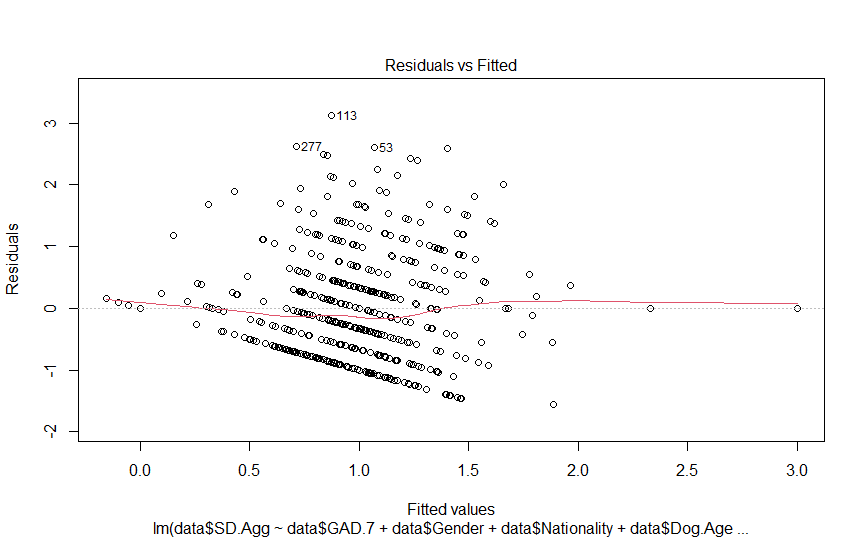 Residuals vs Fitted
Residuals
3
2
1
0
-1
-2
113
277
53
0.0 0.5 1.0 1.5 2.0 2.5 3.0
Fitted values
lm(data$SD.Agg ~ data$GAD.7 + data$Gender + data$Nationality + data$Dog.Age ...